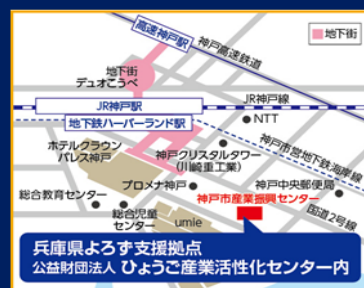 高速神戸駅
地下街
神戸高速鉄道
地下街
デュオこうべ
JR神戸駅
JR神戸線
地下鉄ハーバーランド駅
NTT
神戸市営地下鉄海岸線
ホテルクラウン
パレス神戸
神戸クリスタルタワー
(川崎重工業)
プロメナ神戸
神戸中央郵便局
総合教育センター
神戸市産業振興センター
総合児童
センター
umie
国道2号線
兵庫県よろず支援拠点
公益財団法人 ひょうご産業活性化センター内